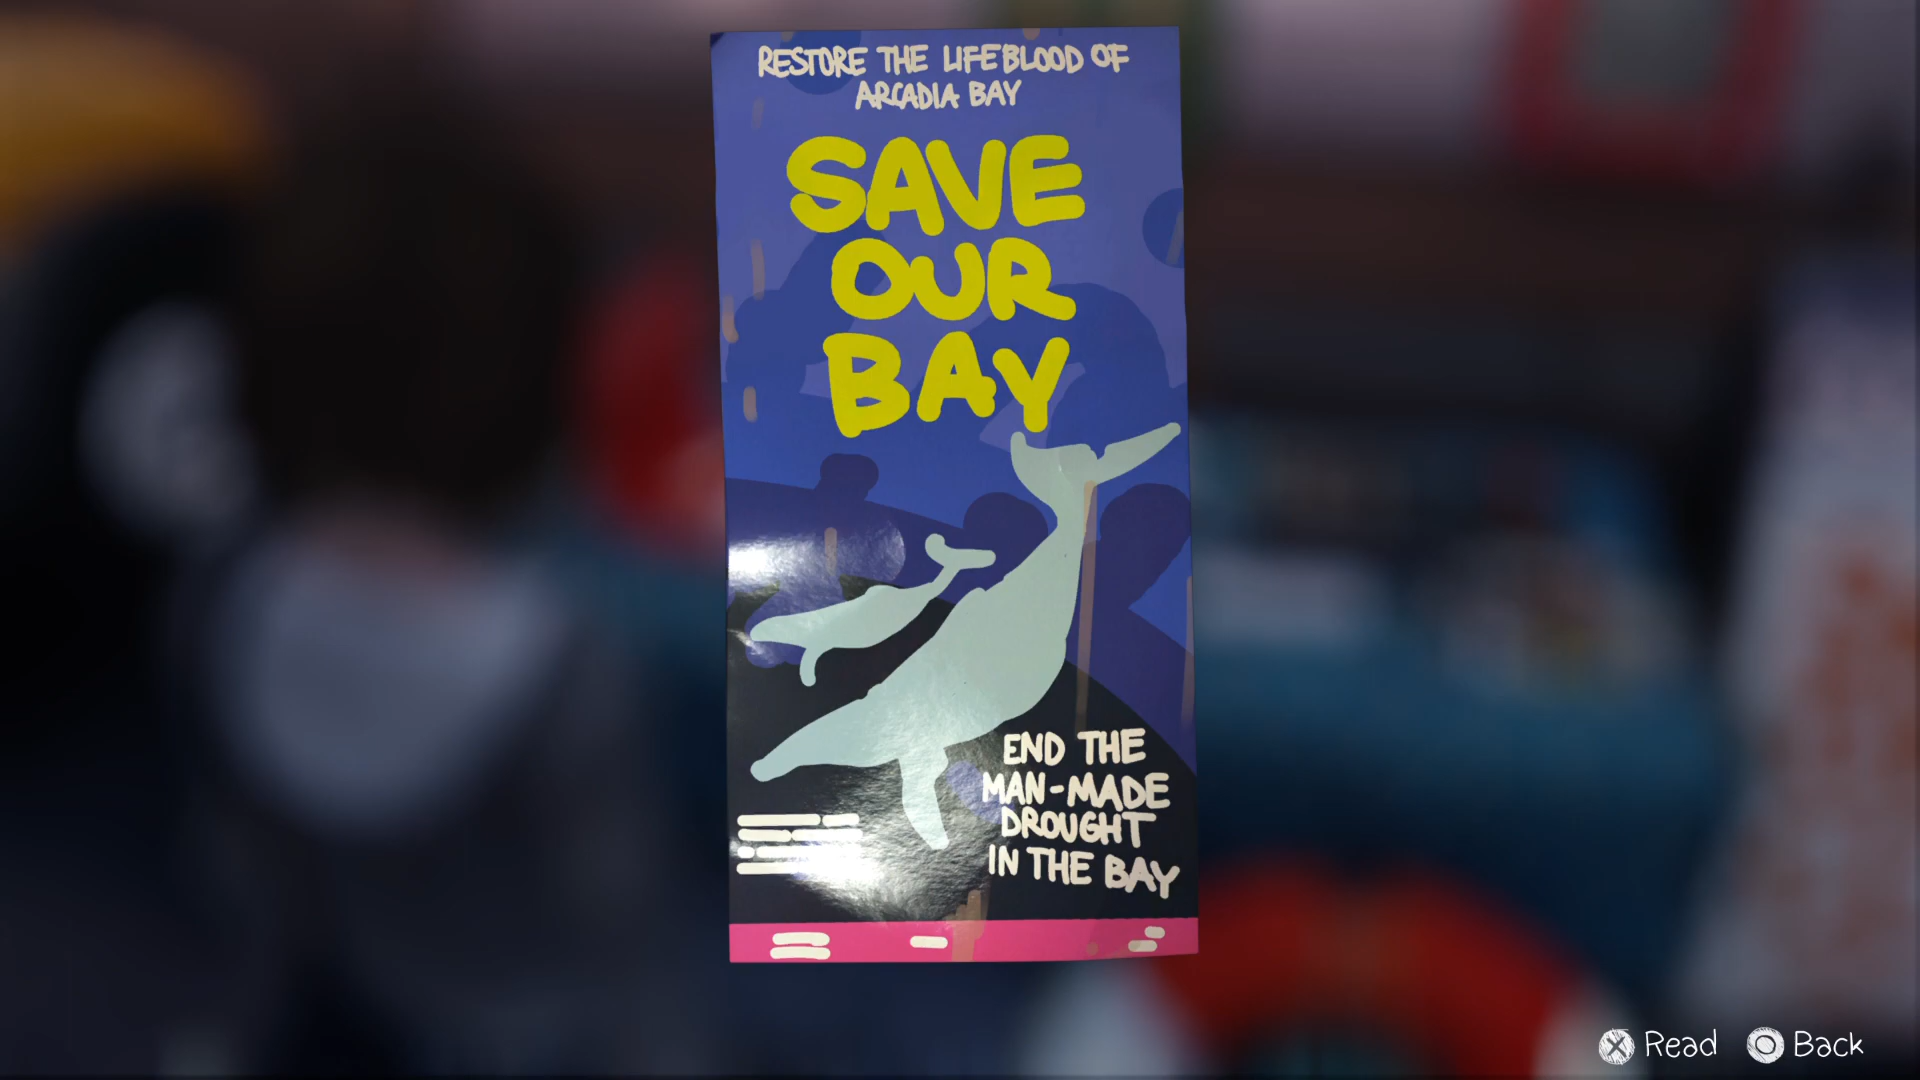 RESTORE THE LIFEBLOOD OF
ARCADIA BAY
SAVE
OUR
BAY
END THE
MAN-MADE
DROUGHT
IN THE BAY
Read
Back